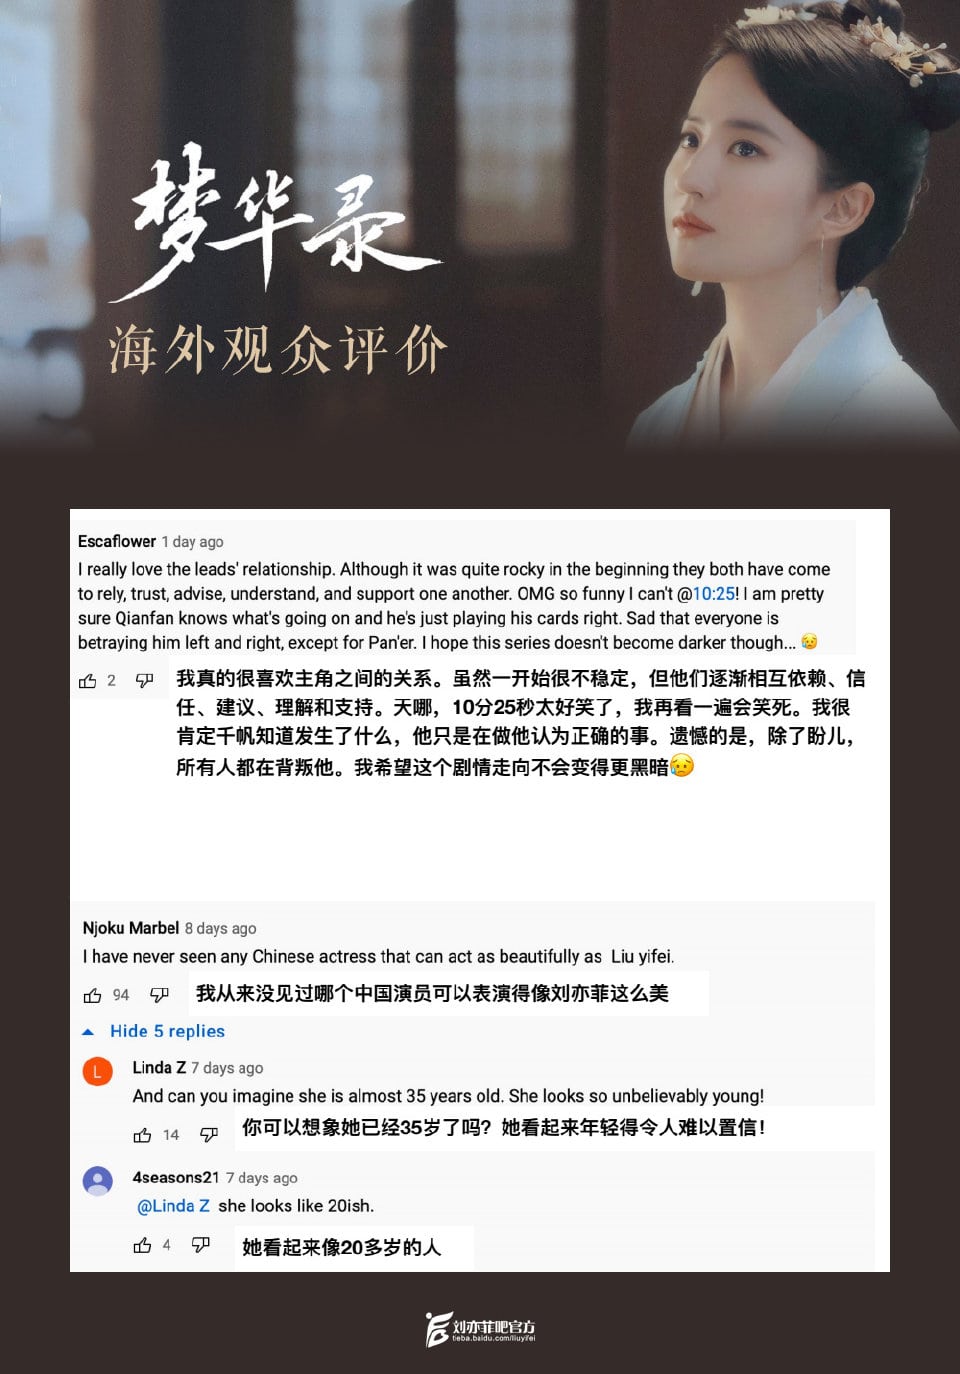 梦华录
海外观众评价
Escaflower 1 day ago
I really love the leads' relationship. Although it was quite rocky in the beginning they both have come
to rely, trust, advise, understand, and support one another. OMG so funny I can't @10:25! I am pretty
sure Qianfan knows what's going on and he's just playing his cards right. Sad that everyone is
betraying him left and right, except for Pan'er. I hope this series doesn't become darker though... 😥
2
我真的很喜欢主角之间的关系。虽然一开始很不稳定，但他们逐渐相互依赖、信
任、建议、理解和支持。天哪，10分25秒太好笑了，我再看一遍会笑死。我很
肯定千帆知道发生了什么，他只是在做他认为正确的事。遗憾的是，除了盼儿，
所有人都在背叛他。我希望这个剧情走向不会变得更黑暗😥
Njoku Marbel 8 days ago
I have never seen any Chinese actress that can act as beautifully as Liu yifei.
94
我从来没见过哪个中国演员可以表演得像刘亦菲这么美
Hide 5 replies
L
Linda Z 7 days ago
And can you imagine she is almost 35 years old. She looks so unbelievably young!
14
你可以想象她已经35岁了吗？她看起来年轻得令人难以置信！
4seasons21 7 days ago
@Linda Z she looks like 20ish.
4
她看起来像20多岁的人
刘亦菲吧官方
tieba.baidu.com/liuyifei